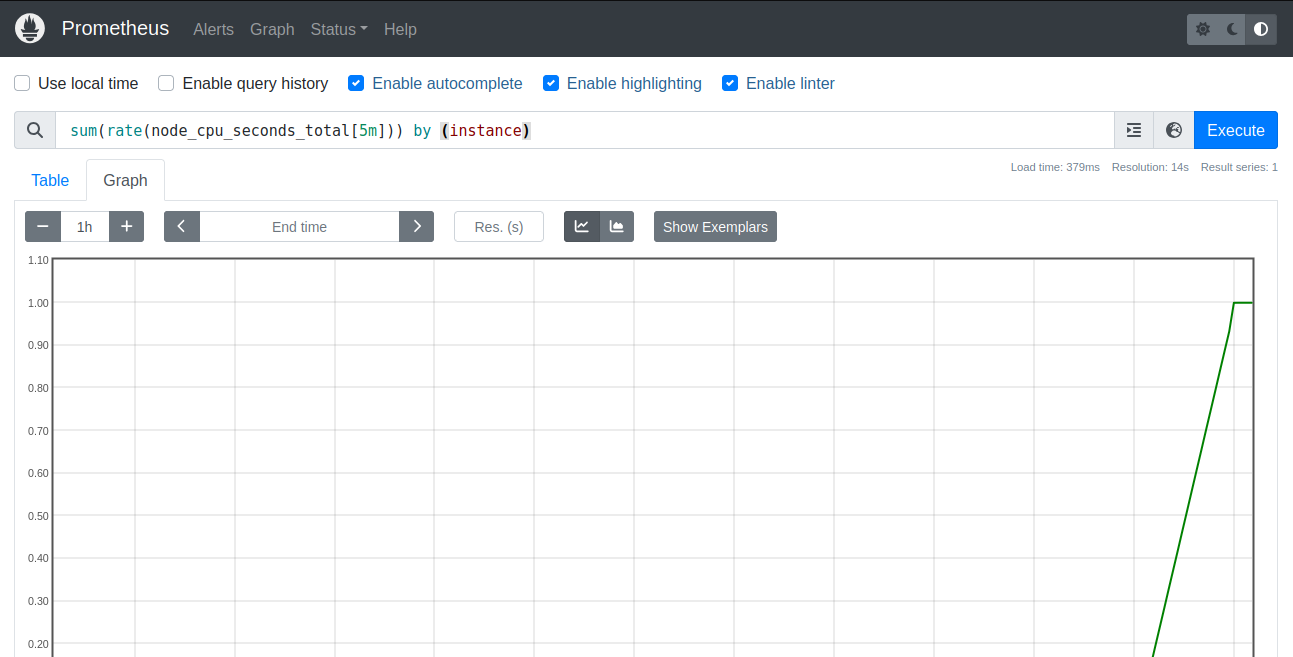 Prometheus Alerts Graph Status Help
Use local time Enable query history Enable autocomplete Enable highlighting Enable linter
sum(rate(node_cpu_seconds_total[5m])) by (instance) Execute
Load time: 379ms Resolution: 14s Result series: 1
Table Graph
1h End time Res. (s) Show Exemplars
1.10
1.00
0.90
0.80
0.70
0.60
0.50
0.40
0.30
0.20